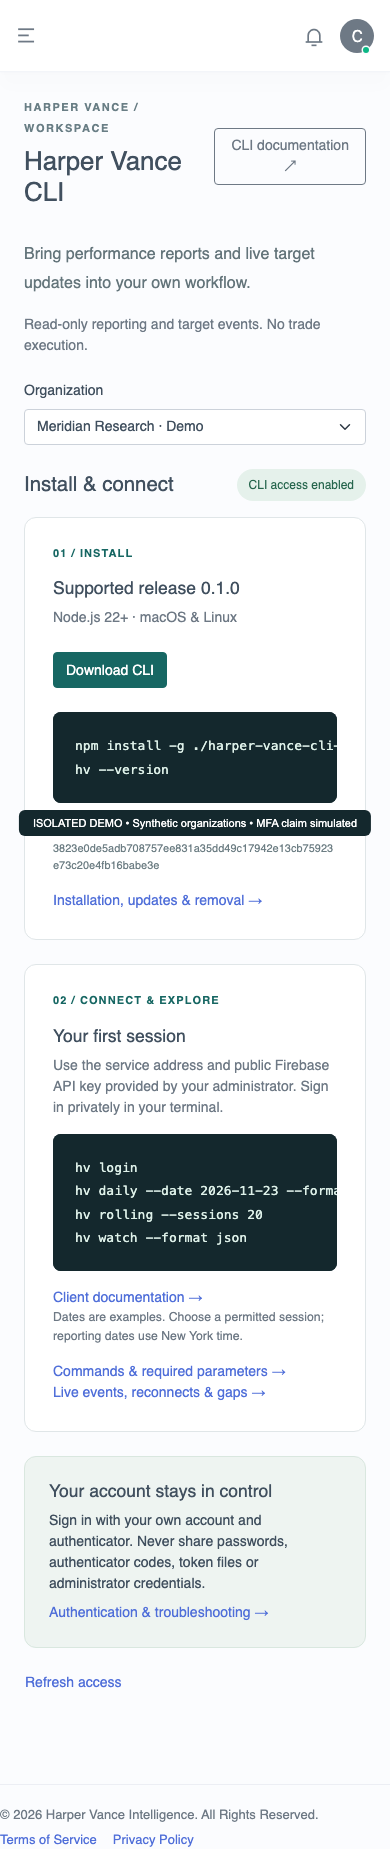 C
HARPER VANCE /
WORKSPACE
Harper Vance
CLI
CLI documentation
↗
Bring performance reports and live target
updates into your own workflow.
Read-only reporting and target events. No trade
execution.
Organization
Meridian Research · Demo
Install & connect
CLI access enabled
01 / INSTALL
Supported release 0.1.0
Node.js 22+ · macOS & Linux
Download CLI
npm install -g ./harper-vance-cli-
hv --version
ISOLATED DEMO • Synthetic organizations • MFA claim simulated
3823e0de5adb708757ee831a35dd49c17942e13cb75923
e73c20e4fb16babe3e
Installation, updates & removal →
02 / CONNECT & EXPLORE
Your first session
Use the service address and public Firebase
API key provided by your administrator. Sign
in privately in your terminal.
hv login
hv daily --date 2026-11-23 --forma
hv rolling --sessions 20
hv watch --format json
Client documentation →
Dates are examples. Choose a permitted session;
reporting dates use New York time.
Commands & required parameters →
Live events, reconnects & gaps →
Your account stays in control
Sign in with your own account and
authenticator. Never share passwords,
authenticator codes, token files or
administrator credentials.
Authentication & troubleshooting →
Refresh access
© 2026 Harper Vance Intelligence. All Rights Reserved.
Terms of Service Privacy Policy